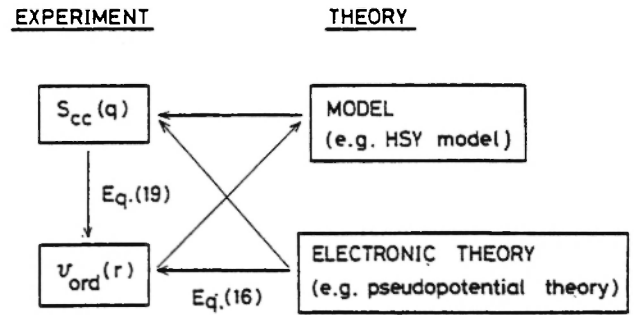 EXPERIMENT THEORY
S_cc(q)
MODEL
(e.g. HSY model)
Eq.(19)
v_ord(r)
ELECTRONIC THEORY
(e.g. pseudopotential theory)
Eq.(16)